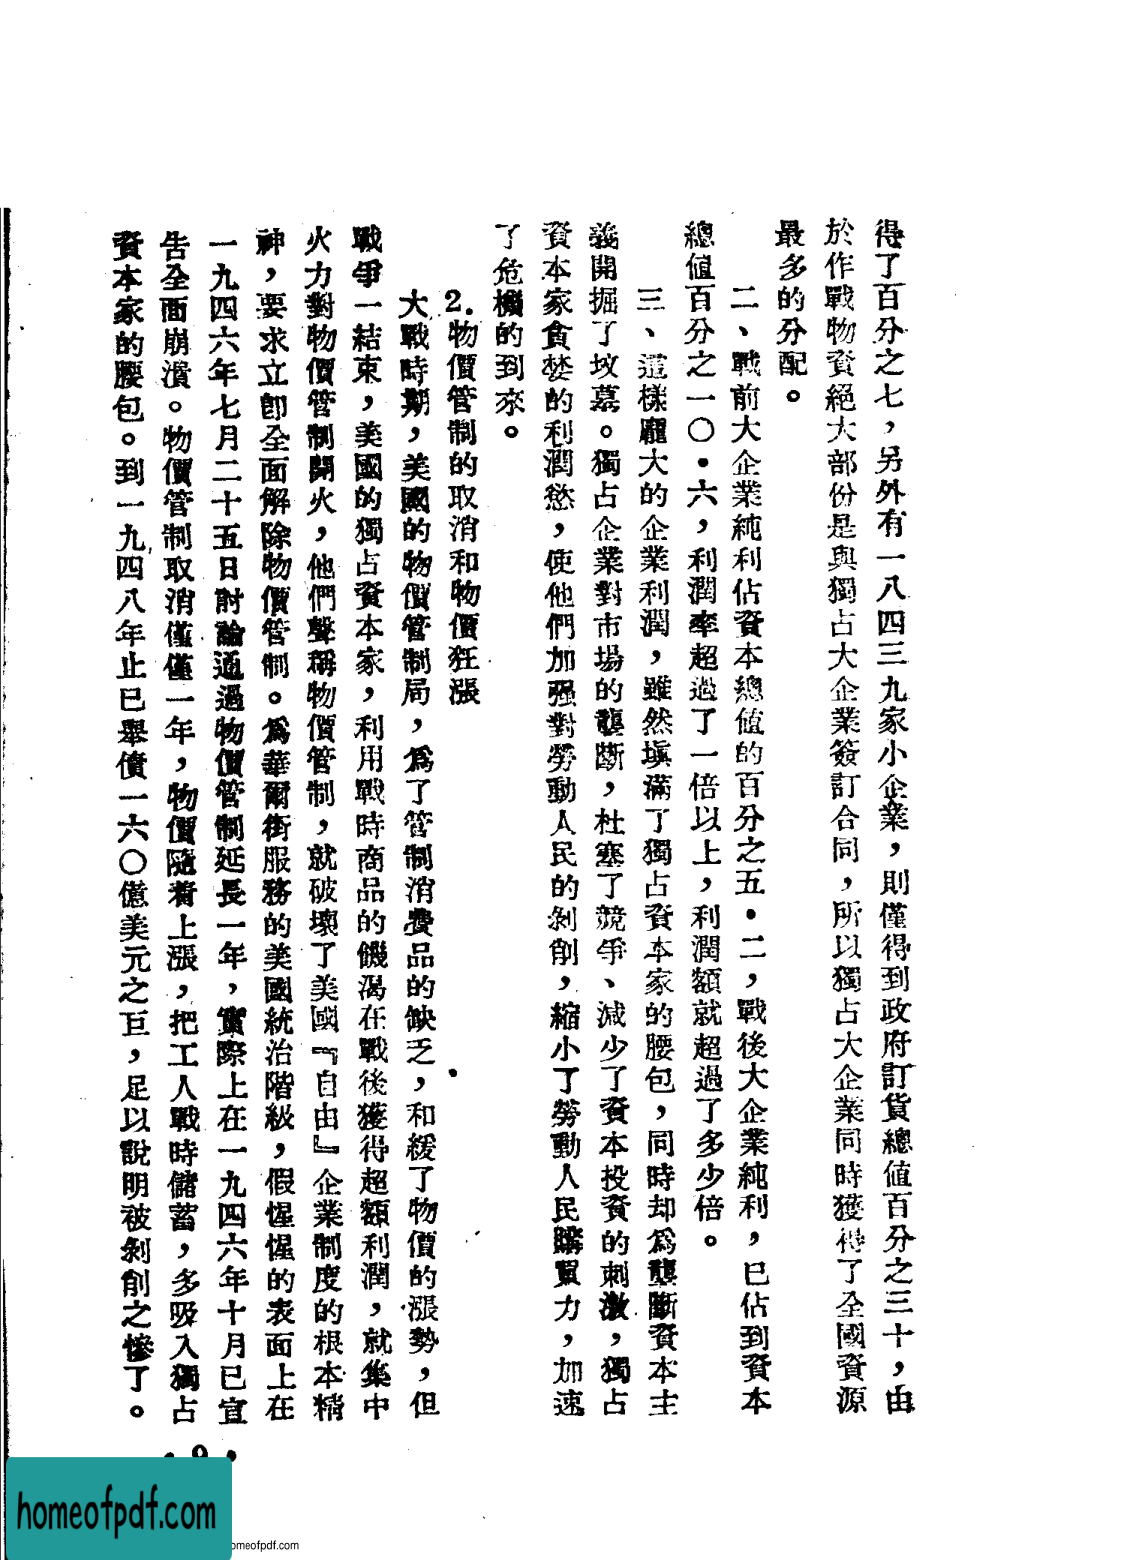 得了百分之七，另外有一八四三九家小企業，則僅得到政府訂貨總值百分之三十，由
於作戰物資絕大部份是與獨占大企業簽訂合同，所以獨占大企業同時獲得了全國資源
最多的分配。
二、戰前大企業純利佔資本總值的百分之五・二，戰後大企業純利，已佔到資本
總值百分之一〇・六，利潤率超過了一倍以上，利潤額就超過了多少倍。
三、這樣龐大的企業利潤，雖然填滿了獨占資本家的腰包，同時却爲壟斷資本主
義開掘了坟墓。獨占企業對市場的壟斷，杜塞了競爭、減少了資本投資的刺激，獨占
資本家貪婪的利潤慾，使他們加强對勞動人民的剝削，縮小了勞動人民購買力，加速
了危機的到來。
2.物價管制的取消和物價狂漲
大戰時期，美國的物價管制局，爲了管制消費品的缺乏，和緩了物價的漲勢，但
戰爭一結束，美國的獨占資本家，利用戰時商品的饑渴在戰後獲得超額利潤，就集中
火力對物價管制開火，他們聲稱物價管制，就破壞了美國『自由』企業制度的根本精
神，要求立卽全面解除物價管制。爲華爾街服務的美國統治階級，假惺惺的表面上在
一九四六年七月二十五日討論通過物價管制延長一年，實際上在一九四六年十月已宣
告全面崩潰。物價管制取消僅僅一年，物價隨着上漲，把工人戰時儲蓄，多吸入獨占
資本家的腰包。到一九四八年止已舉債一六〇億美元之巨，足以說明被剝削之慘了。
9
homeofpdf.com
omeofpdf.com